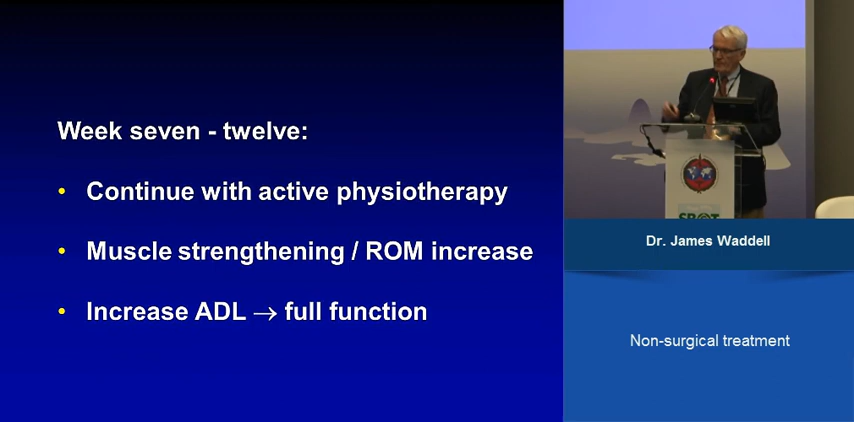 Week seven - twelve:
• Continue with active physiotherapy
• Muscle strengthening / ROM increase
• Increase ADL → full function
SBOT
Dr. James Waddell
Non-surgical treatment